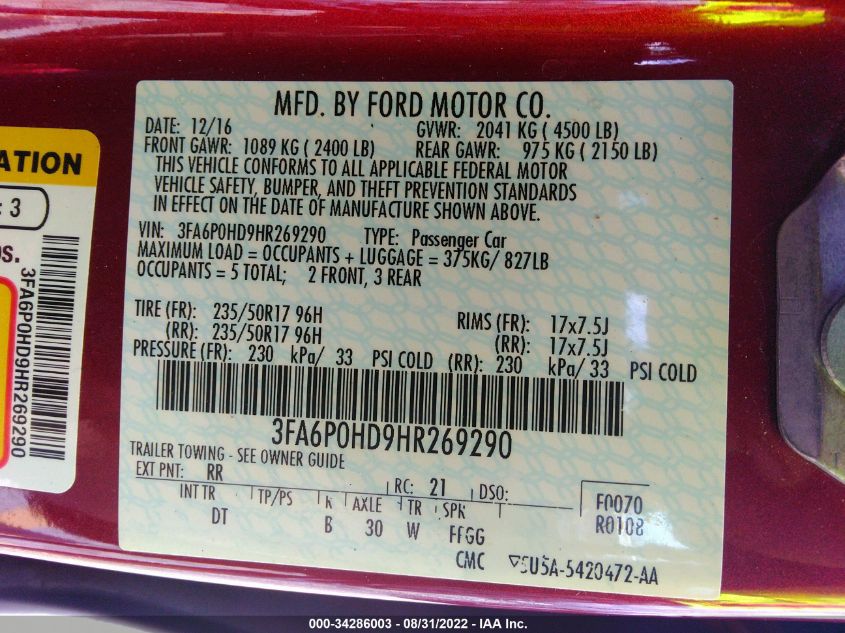 MFD. BY FORD MOTOR CO.
DATE: 12/16 GVWR: 2041 KG ( 4500 LB)
FRONT GAWR: 1089 KG ( 2400 LB) REAR GAWR: 975 KG ( 2150 LB)
THIS VEHICLE CONFORMS TO ALL APPLICABLE FEDERAL MOTOR
VEHICLE SAFETY, BUMPER, AND THEFT PREVENTION STANDARDS
IN EFFECT ON THE DATE OF MANUFACTURE SHOWN ABOVE.
VIN: 3FA6P0HD9HR269290 TYPE: Passenger Car
MAXIMUM LOAD = OCCUPANTS + LUGGAGE = 375KG/ 827LB
OCCUPANTS = 5 TOTAL; 2 FRONT, 3 REAR
TIRE (FR): 235/50R17 96H RIMS (FR): 17x7.5J
(RR): 235/50R17 96H (RR): 17x7.5J
PRESSURE (FR): 230 kPa/ 33 PSI COLD (RR): 230 kPa/ 33 PSI COLD
3FA6P0HD9HR269290
TRAILER TOWING - SEE OWNER GUIDE
EXT PNT: RR RC: 21 DSO:
INT TR TP/PS R AXLE TR SPR F0070
DT B 30 W FFGG R0108
CMC 5U5A-5420472-AA
ATION
: 3
os.
3FA6P0HD9HR269290
000-34286003 - 08/31/2022 - IAA Inc.